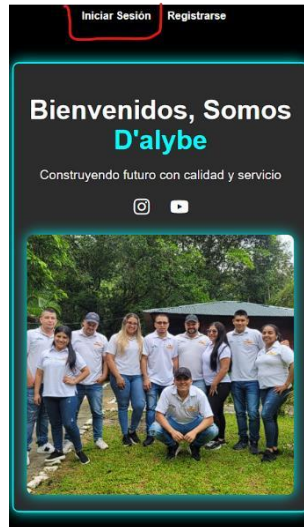 Iniciar Sesión Registrarse
Bienvenidos, Somos
D'alybe
Construyendo futuro con calidad y servicio